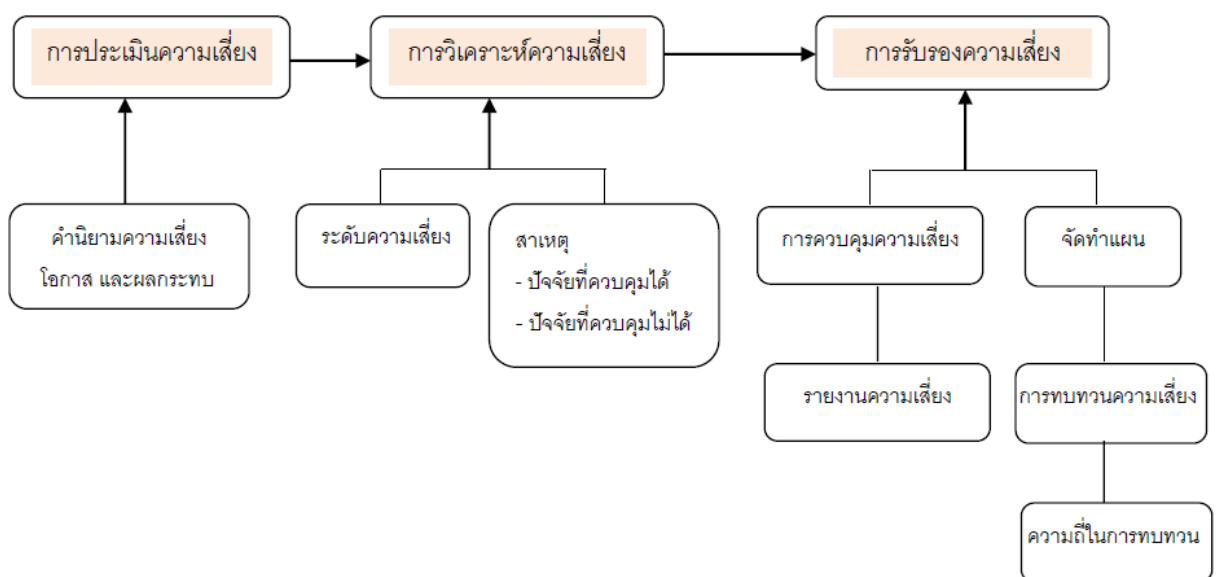 การประเมินความเสี่ยง
การวิเคราะห์ความเสี่ยง
การรับรองความเสี่ยง
คำนิยามความเสี่ยง
โอกาส และผลกระทบ
ระดับความเสี่ยง
สาเหตุ
- ปัจจัยที่ควบคุมได้
- ปัจจัยที่ควบคุมไม่ได้
การควบคุมความเสี่ยง
จัดทำแผน
รายงานความเสี่ยง
การทบทวนความเสี่ยง
ความถี่ในการทบทวน